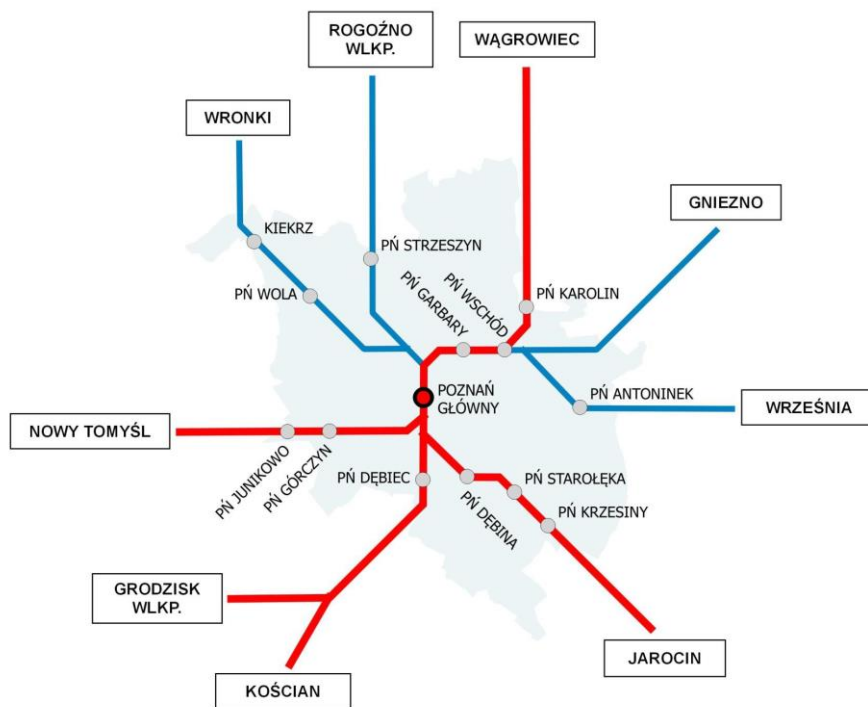 ROGOŹNO
WLKP.
WĄGROWIEC
WRONKI
GNIEZNO
KIEKRZ
PŃ STRZESZYN
PŃ WOLA
PŃ GARBARY
PŃ WSCHÓD
PŃ KAROLIN
POZNAŃ
GŁÓWNY
PŃ ANTONINEK
WRZEŚNIA
NOWY TOMYŚL
PŃ JUNIKOWO
PŃ GÓRCZYN
PŃ DĘBIEC
PŃ DĘBINA
PŃ STAROŁĘKA
PŃ KRZESINY
GRODZISK
WLKP.
KOŚCIAN
JAROCIN